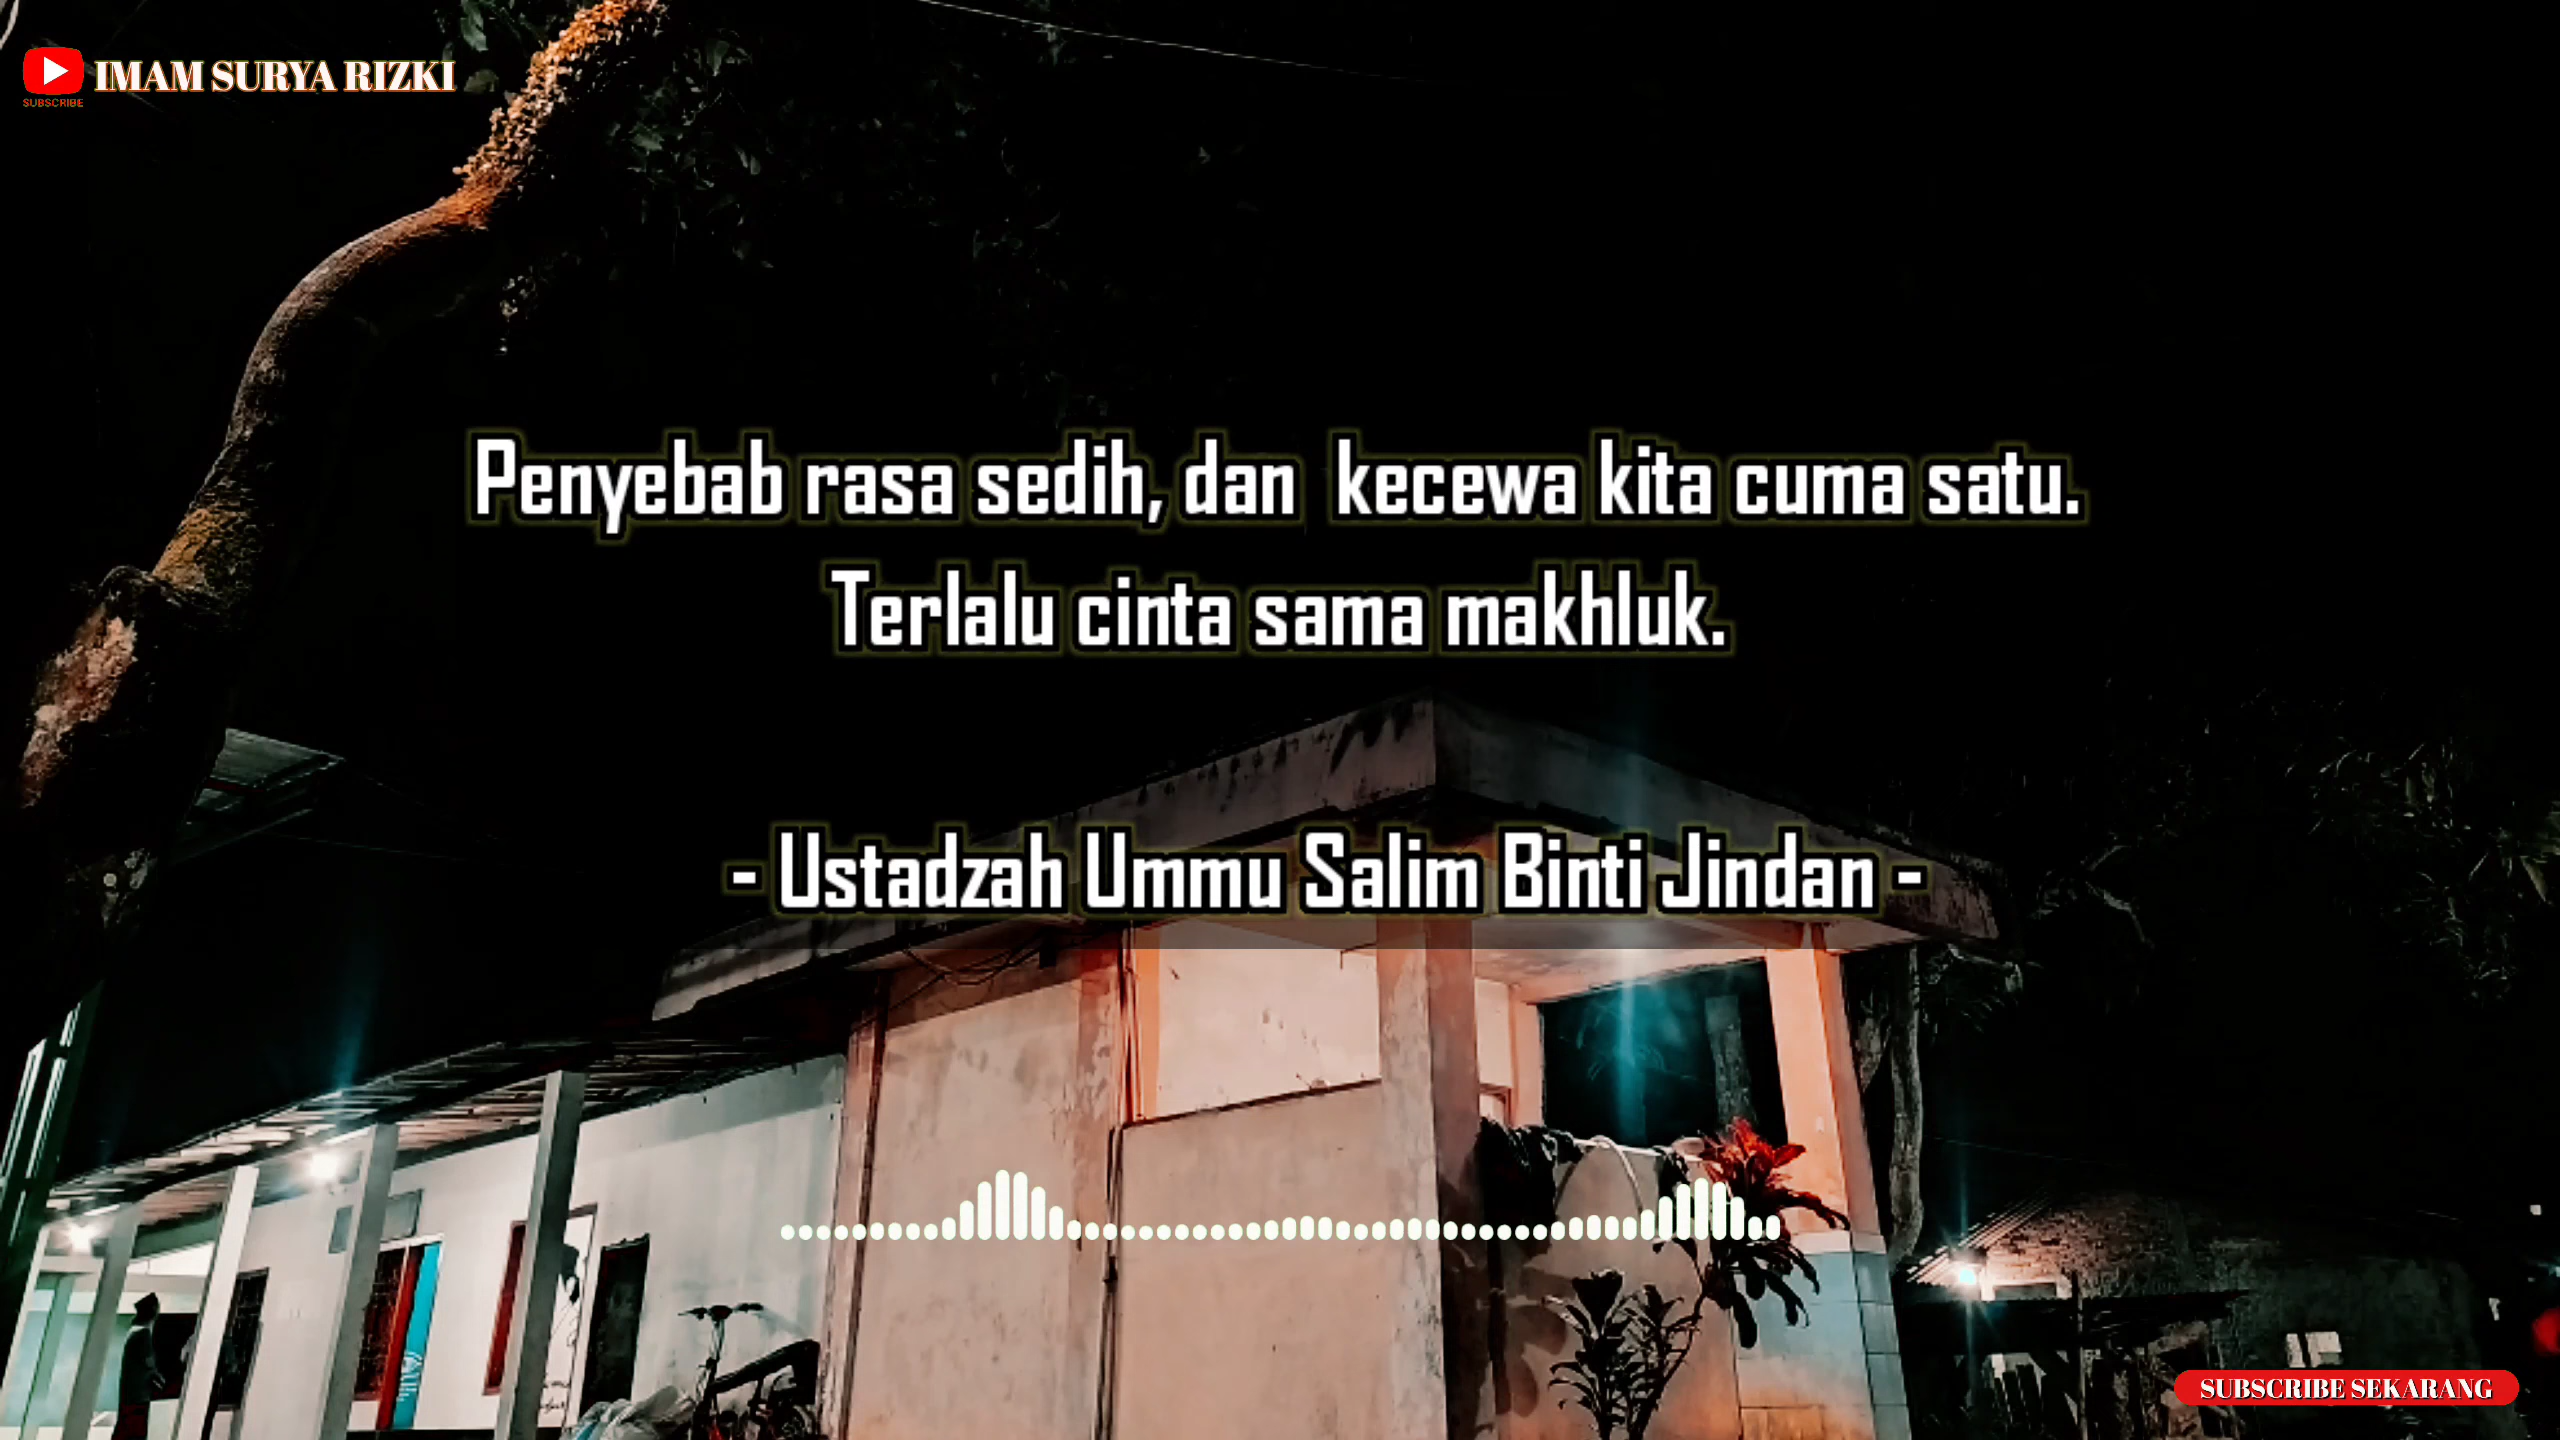 IMAM SURYA RIZKI
SUBSCRIBE
Penyebab rasa sedih, dan kecewa kita cuma satu.
Terlalu cinta sama makhluk.
- Ustadzah Ummu Salim Binti Jindan -
SUBSCRIBE SEKARANG